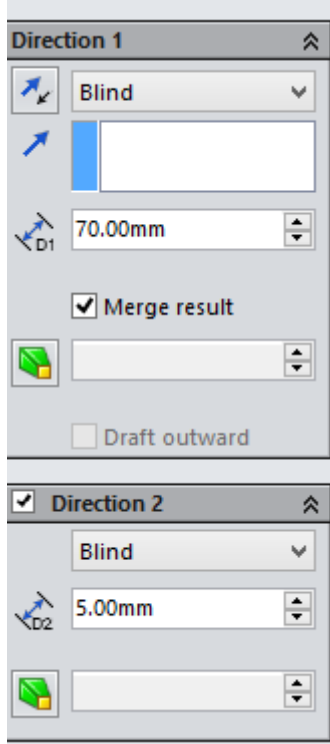 Direction 1
Blind
D1
70.00mm
Merge result
Draft outward
Direction 2
Blind
D2
5.00mm